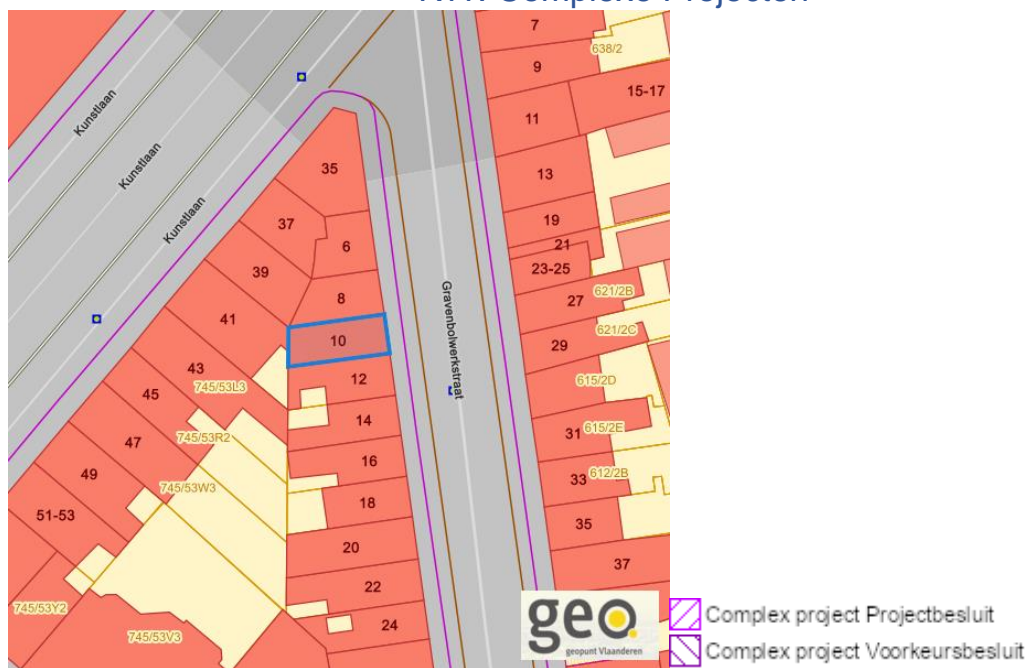 Complexe Projecten
7
638/2
9
15-17
11
Kunstlaan
Kunstlaan
Kunstlaan
35
13
37
19
6
21
39
23-25
8
27
621/2B
41
10
Gravenbolwerkstraat
621/2C
29
43
12
745/53L3
615/2D
45
14
31
615/2E
47
745/53R2
16
33
612/2B
49
745/53W3
18
51-53
35
20
37
22
745/53Y2
24
745/53V3
geo
geopunt Vlaanderen
Complex project Projectbesluit
Complex project Voorkeursbesluit